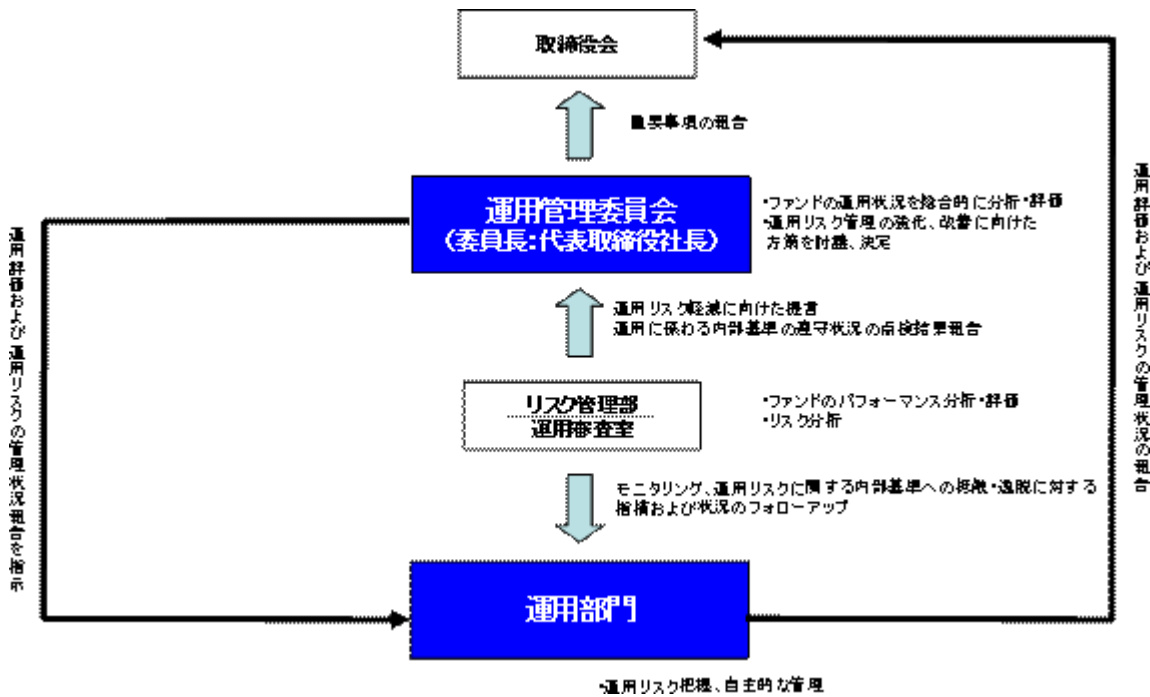 取締役会
重要事項の報告
運用管理委員会
(委員長:代表取締役社長)
・ファンドの運用状況を総合的に分析・評価
・運用リスク管理の強化、改善に向けた
方策を討議、決定
運用リスク軽減に向けた提言
運用に係わる内部基準の遵守状況の点検結果報告
リスク管理部
運用審査室
・ファンドのパフォーマンス分析・評価
・リスク分析
モニタリング、運用リスクに関する内部基準への抵触・逸脱に対する
指摘および状況のフォローアップ
運用部門
・運用リスク把握、自主的な管理
運用評価および運用リスクの管理状況報告を指示
運用評価および運用リスクの管理状況の報告